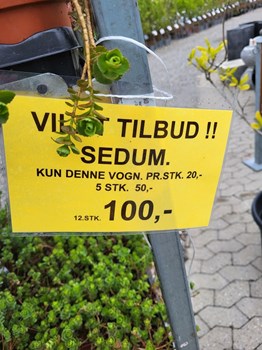 TILBUD !!
SEDUM.
KUN DENNE VOGN. PR.STK. 20,-
5 STK. 50,-
12.STK. 100,-